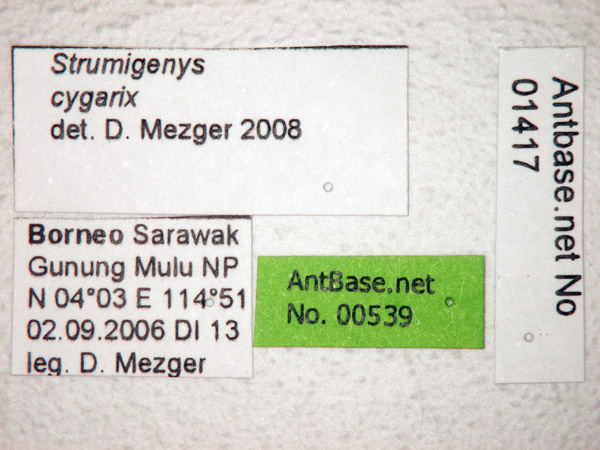 Strumigenys
cygarix
det. D. Mezger 2008
Borneo Sarawak
Gunung Mulu NP
N 04°03 E 114°51
02.09.2006 DI 13
leg. D. Mezger
AntBase.net
No. 00539
Antbase.net No
01417